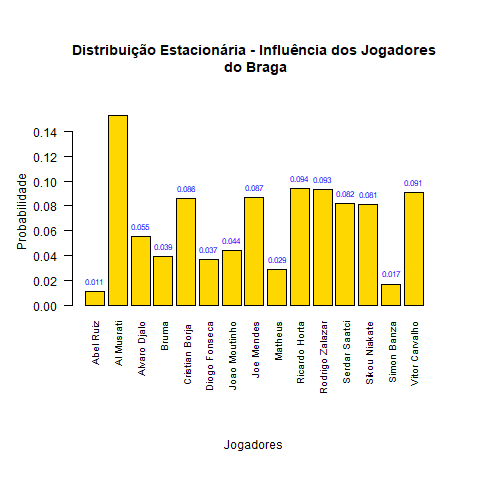 Distribuição Estacionária - Influência dos Jogadores
do Braga
Probabilidade
0.14
0.12
0.10
0.08
0.06
0.04
0.02
0.00
0.011
0.055
0.039
0.086
0.037
0.044
0.087
0.029
0.094
0.093
0.082
0.081
0.017
0.091
Abel Ruiz
Al Musrati
Alvaro Djalo
Bruma
Cristian Borja
Diogo Fonseca
Joao Moutinho
Joe Mendes
Matheus
Ricardo Horta
Rodrigo Zalazar
Serdar Saatci
Sikou Niakate
Simon Banza
Vitor Carvalho
Jogadores